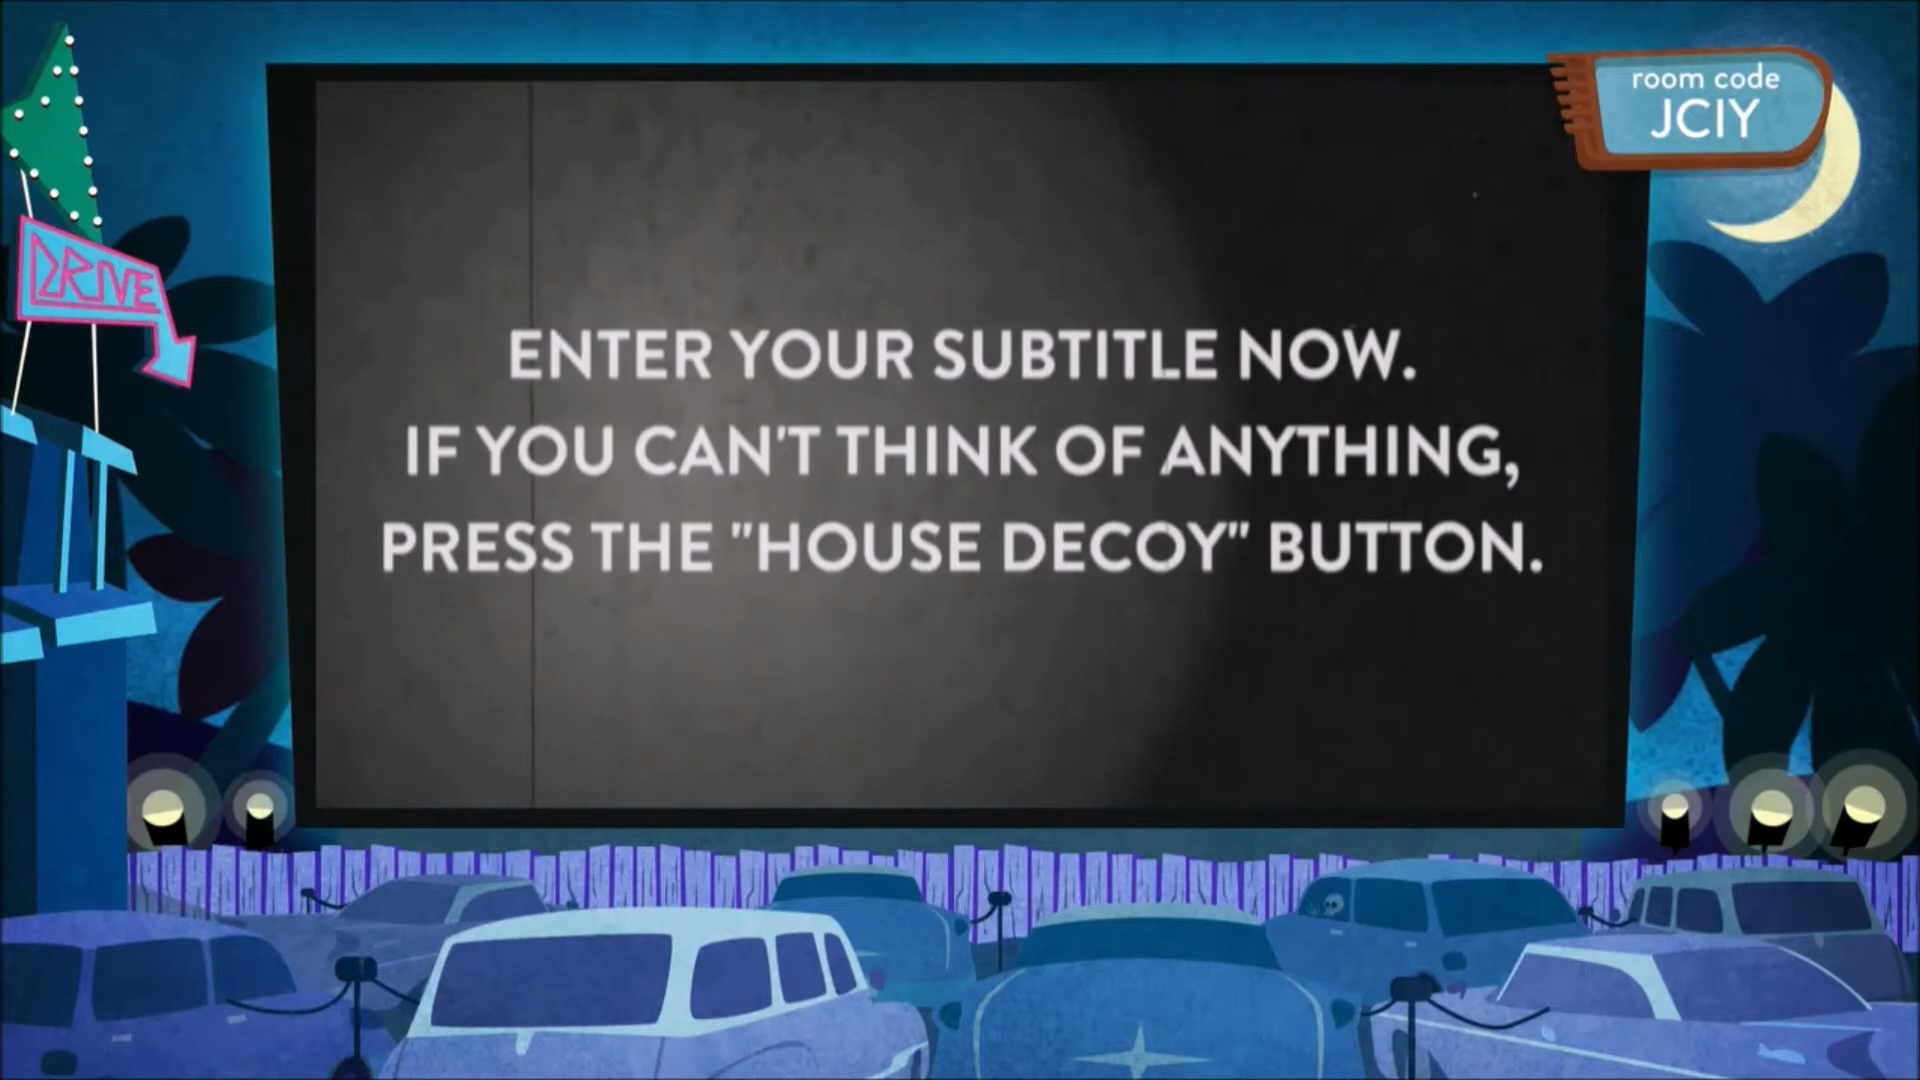 room code
JCIY
DRIVE
ENTER YOUR SUBTITLE NOW.
IF YOU CAN'T THINK OF ANYTHING,
PRESS THE "HOUSE DECOY" BUTTON.